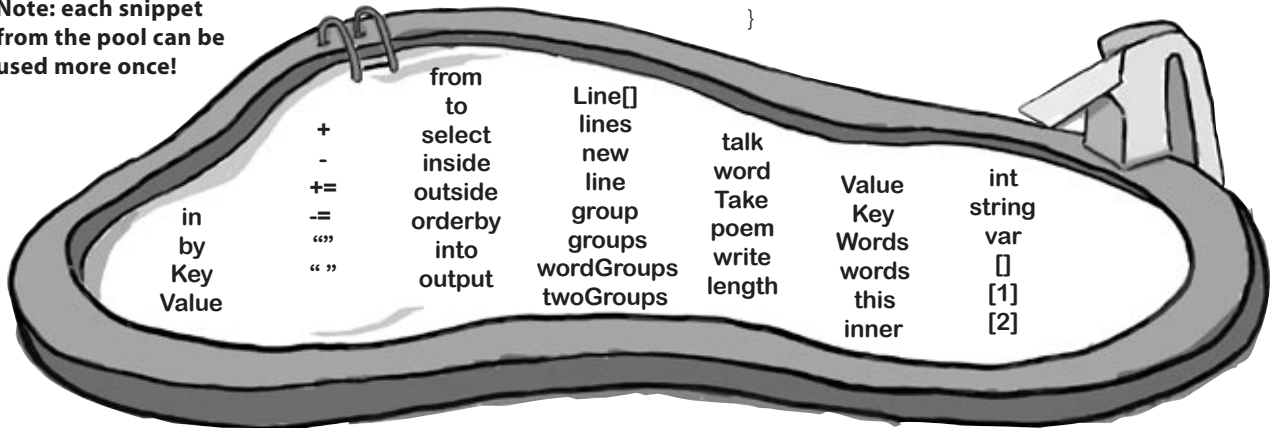 Note: each snippet
from the pool can be
used more once!
}
in
by
Key
Value
+
-
+=
-=
“”
“ ”
from
to
select
inside
outside
orderby
into
output
Line[]
lines
new
line
group
groups
wordGroups
twoGroups
talk
word
Take
poem
write
length
Value
Key
Words
words
this
inner
int
string
var
[]
[1]
[2]